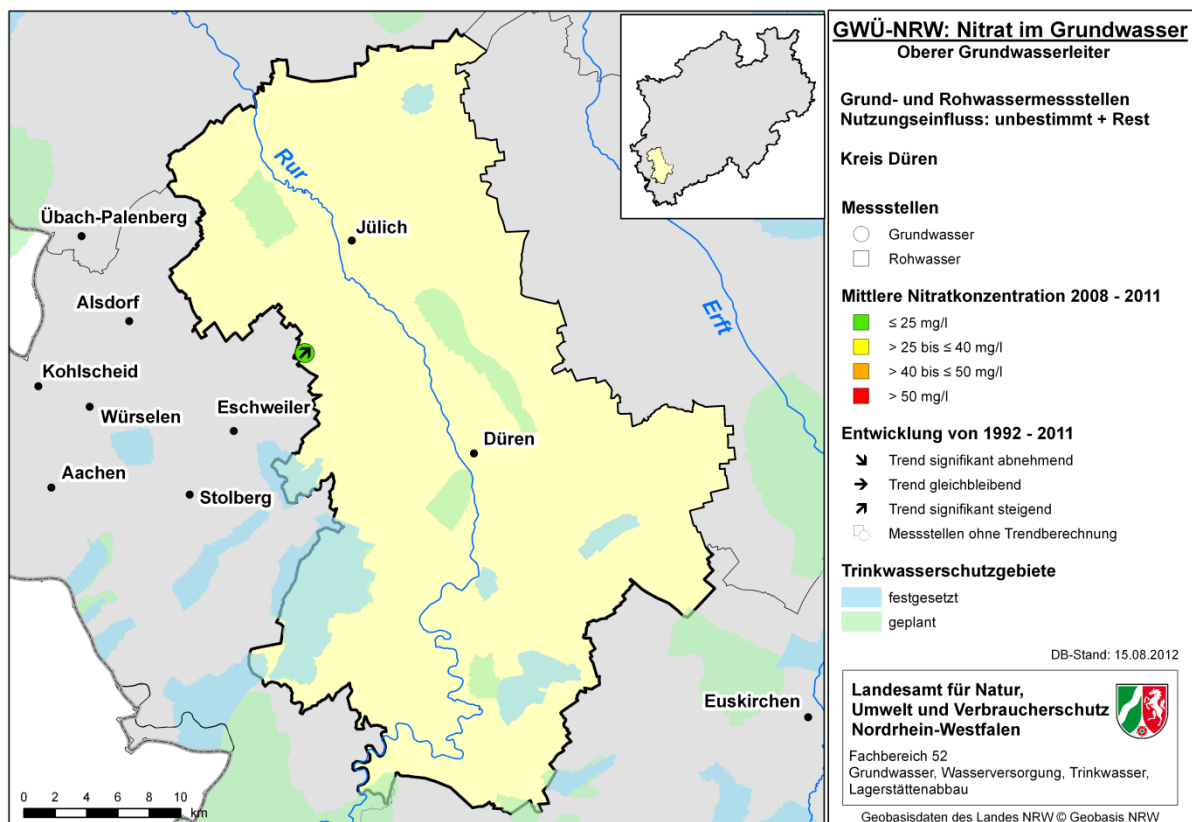 Übach-Palenberg
Alsdorf
Kohlscheid
Würselen
Eschweiler
Aachen
Stolberg
Rur
Jülich
Düren
Erft
Euskirchen
0 2 4 6 8 10
km
GWÜ-NRW: Nitrat im Grundwasser
Oberer Grundwasserleiter
Grund- und Rohwassermessstellen
Nutzungseinfluss: unbestimmt + Rest
Kreis Düren
Messstellen
Grundwasser
Rohwasser
Mittlere Nitratkonzentration 2008 - 2011
≤ 25 mg/l
> 25 bis ≤ 40 mg/l
> 40 bis ≤ 50 mg/l
> 50 mg/l
Entwicklung von 1992 - 2011
Trend signifikant abnehmend
Trend gleichbleibend
Trend signifikant steigend
Messstellen ohne Trendberechnung
Trinkwasserschutzgebiete
festgesetzt
geplant
DB-Stand: 15.08.2012
Landesamt für Natur,
Umwelt und Verbraucherschutz
Nordrhein-Westfalen
Fachbereich 52
Grundwasser, Wasserversorgung, Trinkwasser,
Lagerstättenabbau
Geobasisdaten des Landes NRW © Geobasis NRW